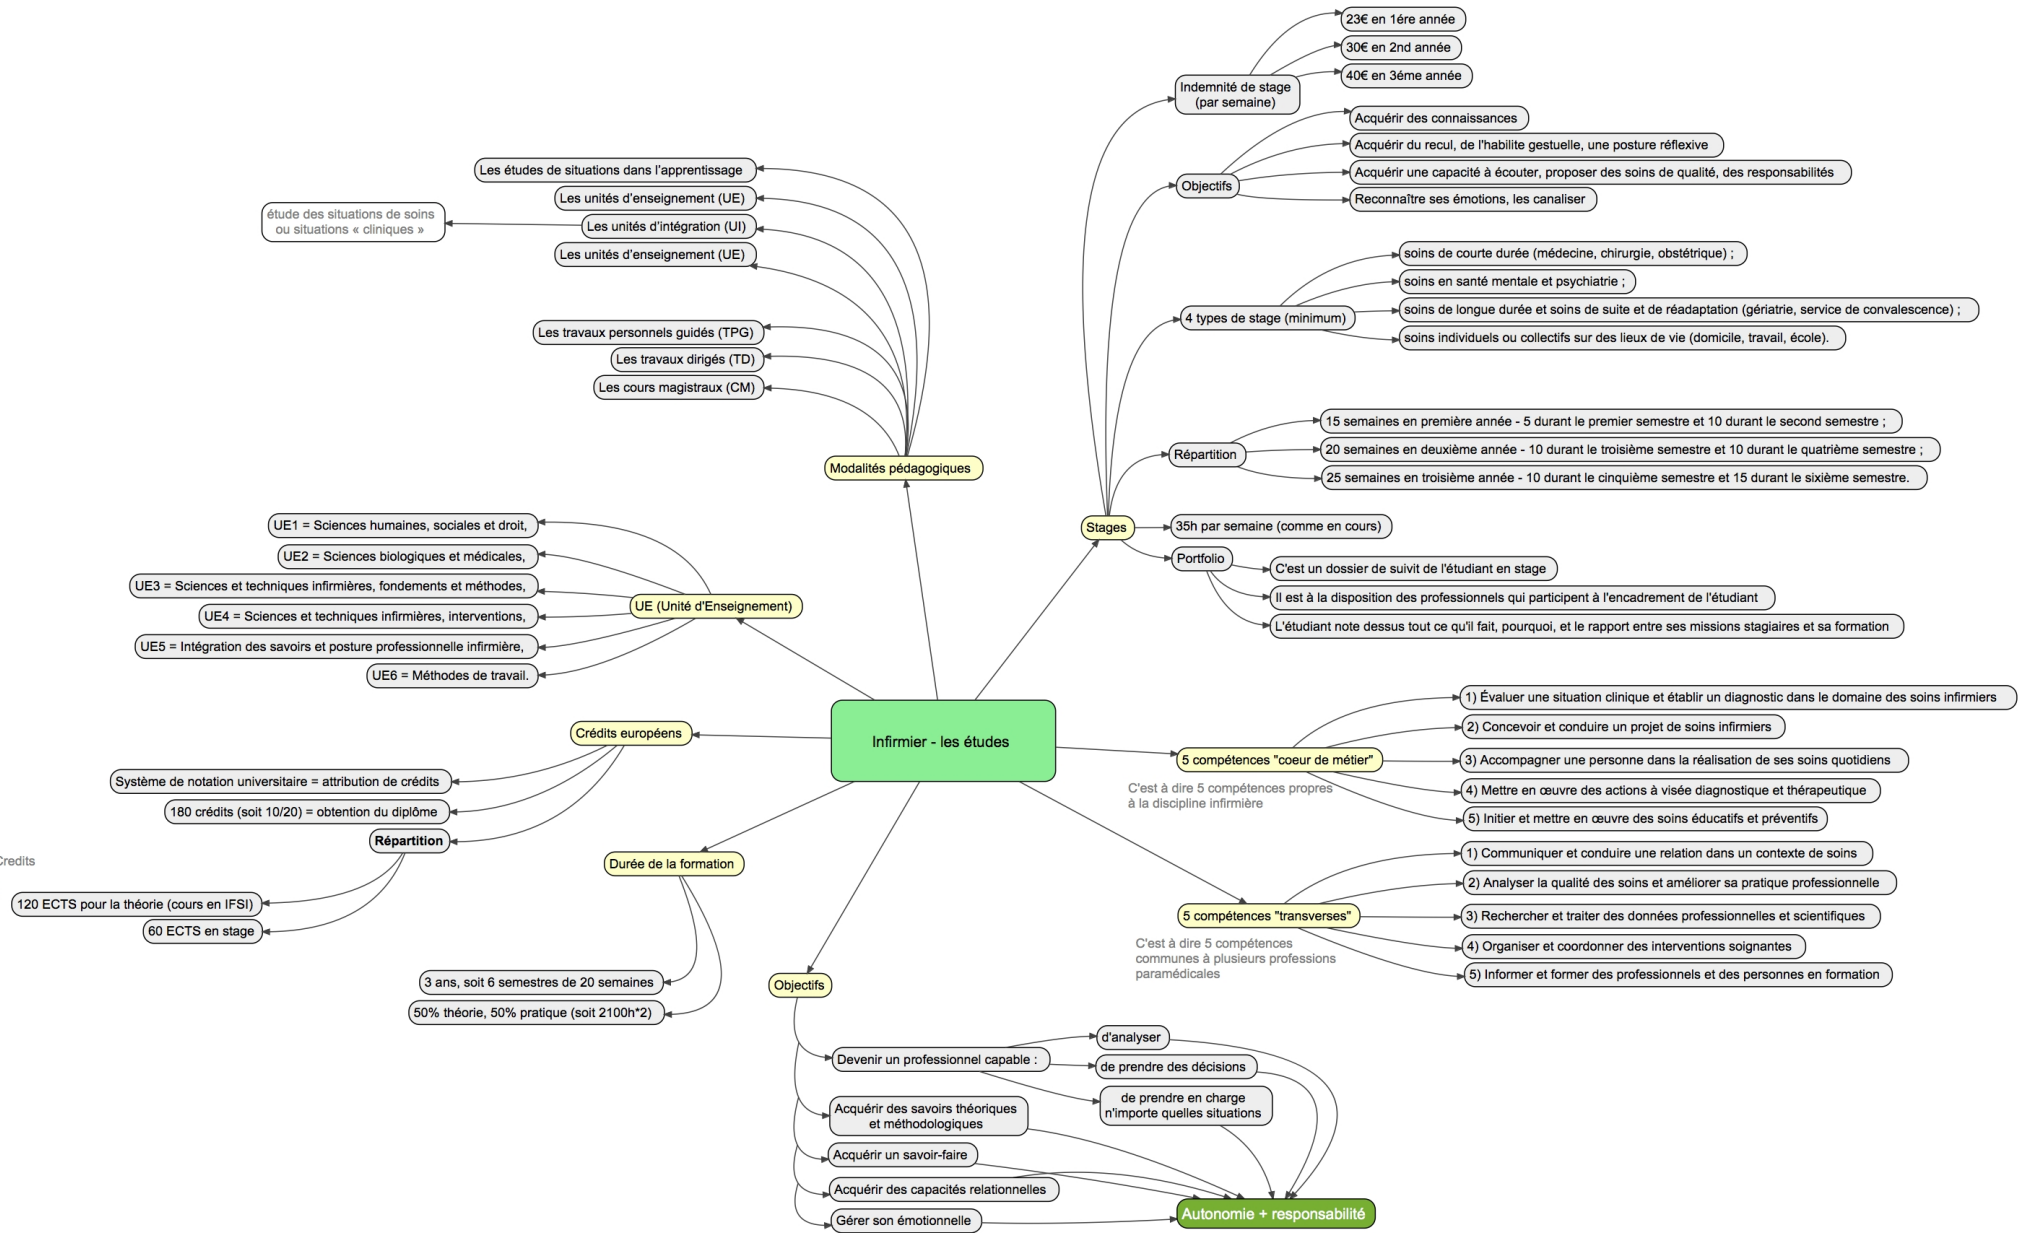 Infirmier - les études
Modalités pédagogiques
Les études de situations dans l'apprentissage
Les unités d'enseignement (UE)
Les unités d'intégration (UI)
étude des situations de soins
ou situations « cliniques »
Les unités d'enseignement (UE)
Les travaux personnels guidés (TPG)
Les travaux dirigés (TD)
Les cours magistraux (CM)
UE (Unité d'Enseignement)
UE1 = Sciences humaines, sociales et droit,
UE2 = Sciences biologiques et médicales,
UE3 = Sciences et techniques infirmières, fondements et méthodes,
UE4 = Sciences et techniques infirmières, interventions,
UE5 = Intégration des savoirs et posture professionnelle infirmière,
UE6 = Méthodes de travail.
Crédits européens
Système de notation universitaire = attribution de crédits
180 crédits (soit 10/20) = obtention du diplôme
Répartition
Credits
120 ECTS pour la théorie (cours en IFSI)
60 ECTS en stage
Durée de la formation
3 ans, soit 6 semestres de 20 semaines
50% théorie, 50% pratique (soit 2100h*2)
Stages
Indemnité de stage
(par semaine)
23€ en 1ére année
30€ en 2nd année
40€ en 3éme année
Objectifs
Acquérir des connaissances
Acquérir du recul, de l'habilite gestuelle, une posture réflexive
Acquérir une capacité à écouter, proposer des soins de qualité, des responsabilités
Reconnaître ses émotions, les canaliser
4 types de stage (minimum)
soins de courte durée (médecine, chirurgie, obstétrique) ;
soins en santé mentale et psychiatrie ;
soins de longue durée et soins de suite et de réadaptation (gériatrie, service de convalescence) ;
soins individuels ou collectifs sur des lieux de vie (domicile, travail, école).
Répartition
15 semaines en première année - 5 durant le premier semestre et 10 durant le second semestre ;
20 semaines en deuxième année - 10 durant le troisième semestre et 10 durant le quatrième semestre ;
25 semaines en troisième année - 10 durant le cinquième semestre et 15 durant le sixième semestre.
35h par semaine (comme en cours)
Portfolio
C'est un dossier de suivit de l'étudiant en stage
Il est à la disposition des professionnels qui participent à l'encadrement de l'étudiant
L'étudiant note dessus tout ce qu'il fait, pourquoi, et le rapport entre ses missions stagiaires et sa formation
5 compétences "coeur de métier"
C'est à dire 5 compétences propres
à la discipline infirmière
1) Évaluer une situation clinique et établir un diagnostic dans le domaine des soins infirmiers
2) Concevoir et conduire un projet de soins infirmiers
3) Accompagner une personne dans la réalisation de ses soins quotidiens
4) Mettre en œuvre des actions à visée diagnostique et thérapeutique
5) Initier et mettre en œuvre des soins éducatifs et préventifs
5 compétences "transverses"
C'est à dire 5 compétences
communes à plusieurs professions
paramédicales
1) Communiquer et conduire une relation dans un contexte de soins
2) Analyser la qualité des soins et améliorer sa pratique professionnelle
3) Rechercher et traiter des données professionnelles et scientifiques
4) Organiser et coordonner des interventions soignantes
5) Informer et former des professionnels et des personnes en formation
Objectifs
Devenir un professionnel capable :
d'analyser
de prendre des décisions
de prendre en charge
n'importe quelles situations
Acquérir des savoirs théoriques
et méthodologiques
Acquérir un savoir-faire
Acquérir des capacités relationnelles
Gérer son émotionnelle
Autonomie + responsabilité